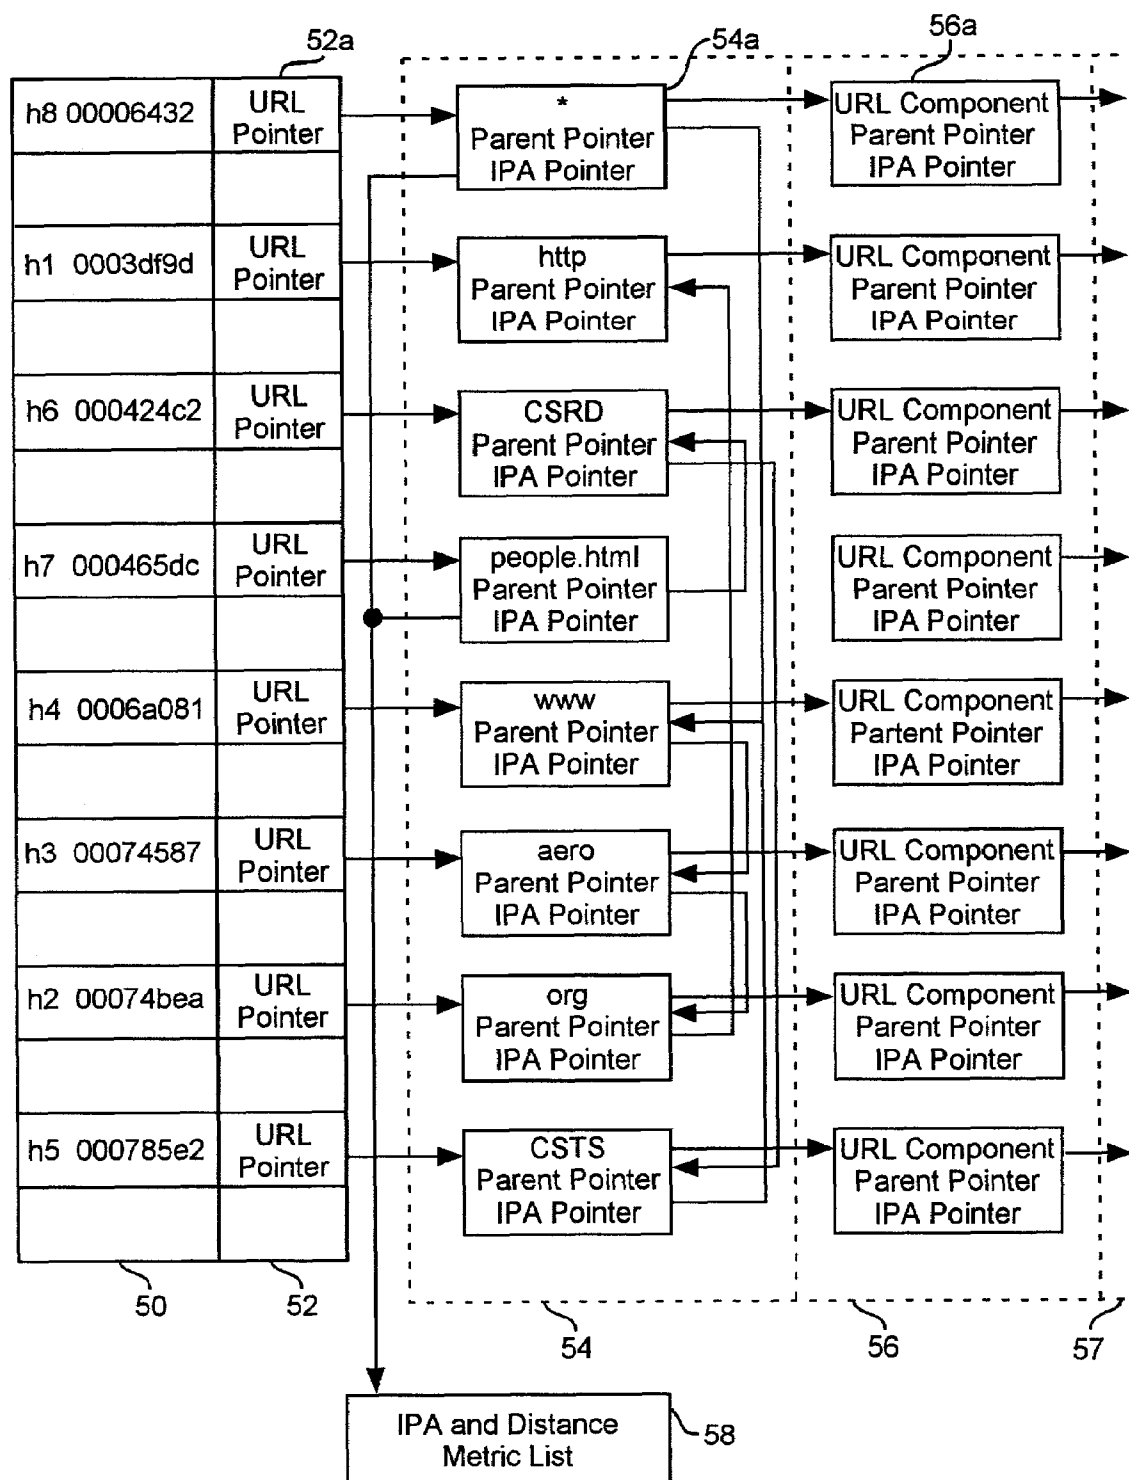 52a
54a
56a
h8 00006432
URL
Pointer
*
Parent Pointer
IPA Pointer
URL Component
Parent Pointer
IPA Pointer
h1 0003df9d
URL
Pointer
http
Parent Pointer
IPA Pointer
URL Component
Parent Pointer
IPA Pointer
h6 000424c2
URL
Pointer
CSRD
Parent Pointer
IPA Pointer
URL Component
Parent Pointer
IPA Pointer
h7 000465dc
URL
Pointer
people.html
Parent Pointer
IPA Pointer
URL Component
Parent Pointer
IPA Pointer
h4 0006a081
URL
Pointer
www
Parent Pointer
IPA Pointer
URL Component
Partent Pointer
IPA Pointer
h3 00074587
URL
Pointer
aero
Parent Pointer
IPA Pointer
URL Component
Parent Pointer
IPA Pointer
h2 00074bea
URL
Pointer
org
Parent Pointer
IPA Pointer
URL Component
Parent Pointer
IPA Pointer
h5 000785e2
URL
Pointer
CSTS
Parent Pointer
IPA Pointer
URL Component
Parent Pointer
IPA Pointer
50
52
54
56
57
IPA and Distance
Metric List
58